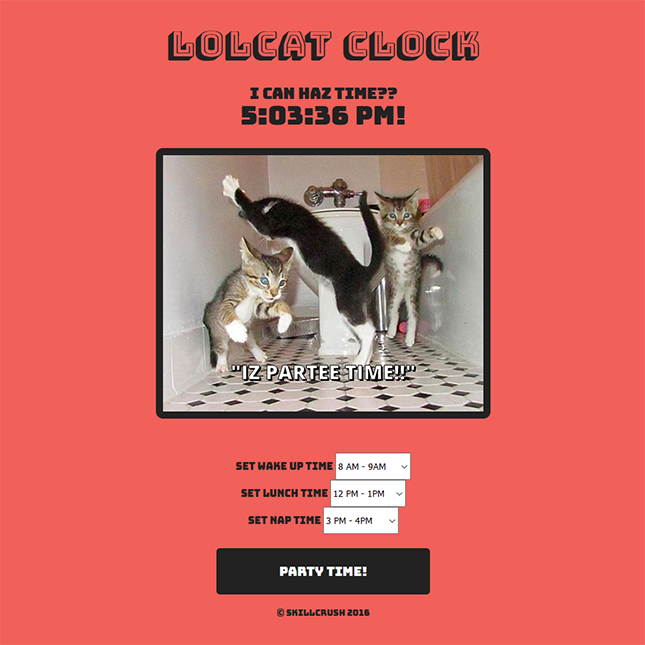 LOLCAT CLOCK
I CAN HAZ TIME??
5:03:36 PM!
"IZ PARTEE TIME!!"
SET WAKE UP TIME 8 AM - 9AM
SET LUNCH TIME 12 PM - 1PM
SET NAP TIME 3 PM - 4PM
PARTY TIME!
© SKILLCRUSH 2016